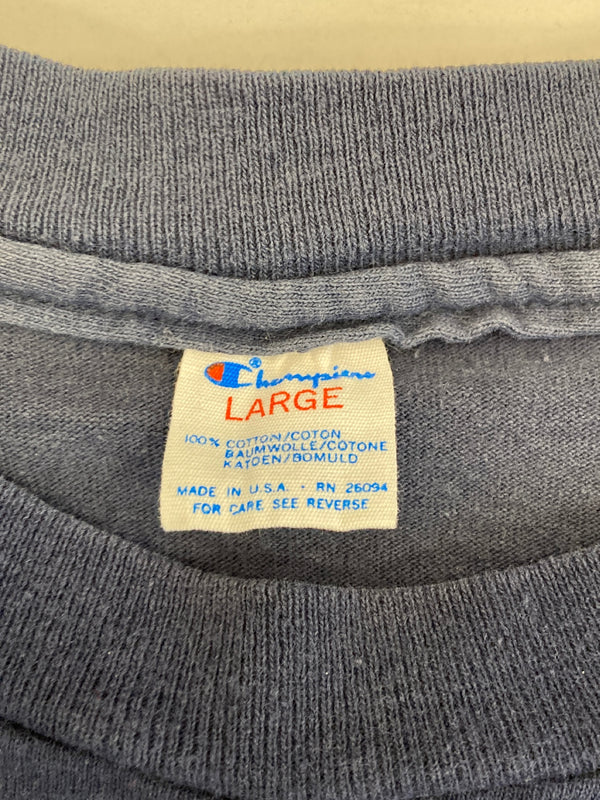 Champion®
LARGE
100% COTTON/COTON
BAUMWOLLE/COTONE
KATOEN/BOMULD
MADE IN U.S.A. - RN 26094
FOR CARE SEE REVERSE